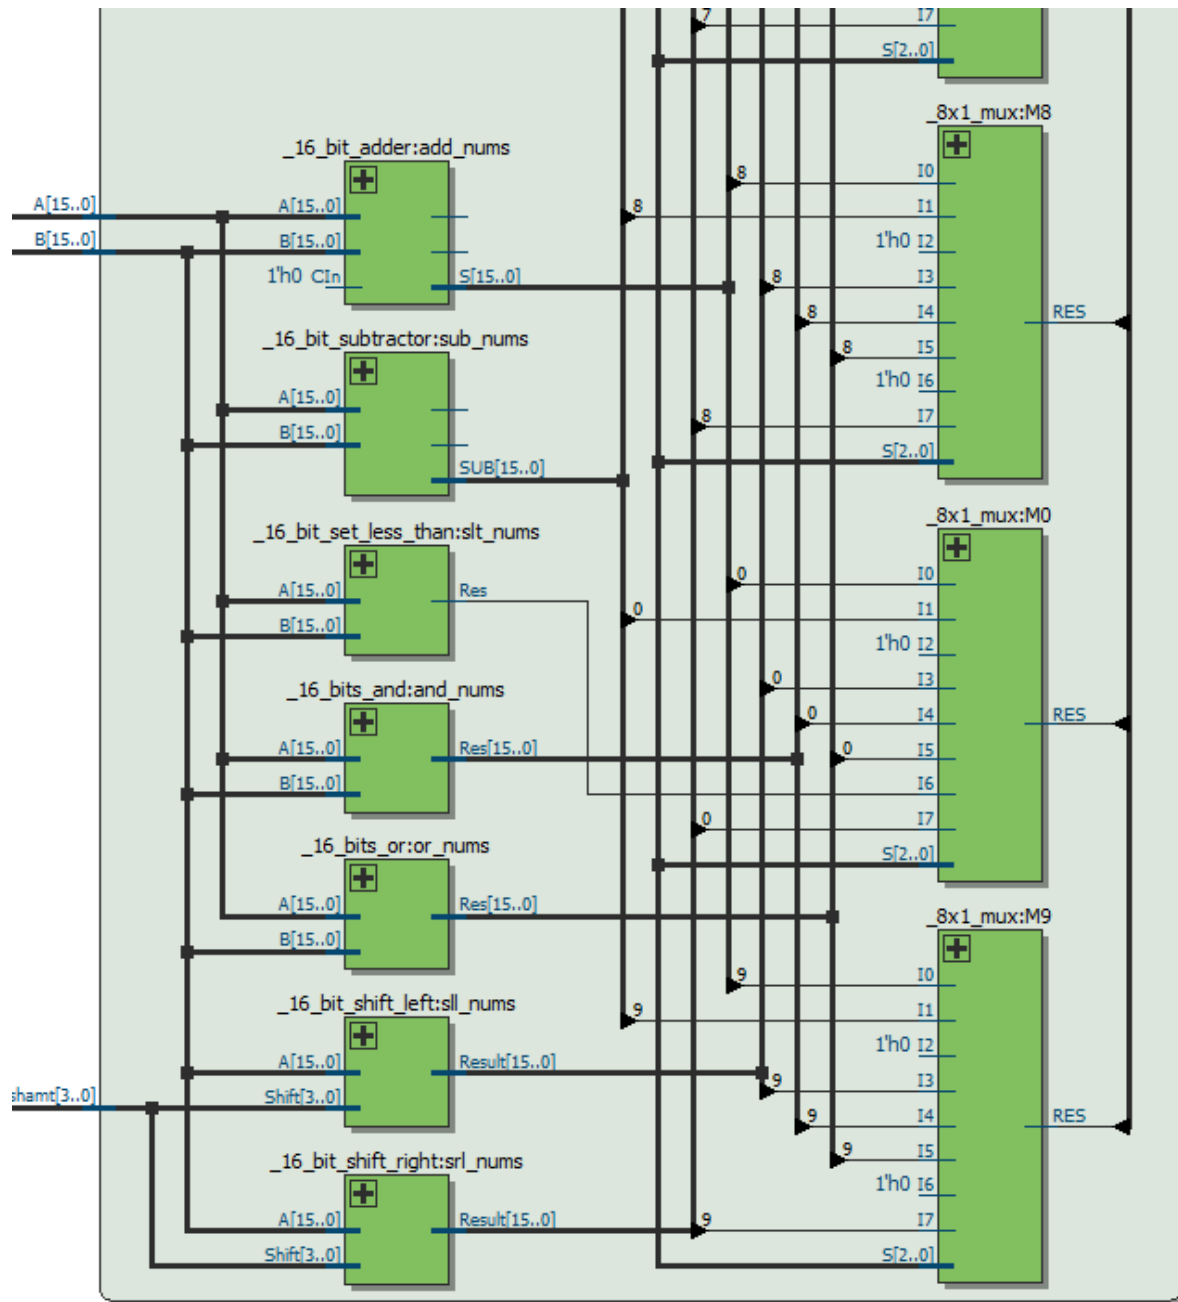 7 I7
S[2..0]
_8x1_mux:M8
8 I0
8 I1
1'h0 I2
8 I3
8 I4
8 I5
1'h0 I6
8 I7
S[2..0]
RES
_16_bit_adder:add_nums
A[15..0] A[15..0]
B[15..0] B[15..0]
1'h0 CIn S[15..0]
_16_bit_subtractor:sub_nums
A[15..0]
B[15..0]
SUB[15..0]
_16_bit_set_less_than:slt_nums
A[15..0] Res
B[15..0]
_8x1_mux:M0
0 I0
0 I1
1'h0 I2
0 I3
0 I4
0 I5
I6
0 I7
S[2..0]
RES
_16_bits_and:and_nums
A[15..0] Res[15..0]
B[15..0]
_16_bits_or:or_nums
A[15..0] Res[15..0]
B[15..0]
_8x1_mux:M9
9 I0
9 I1
1'h0 I2
9 I3
9 I4
9 I5
1'h0 I6
9 I7
S[2..0]
RES
_16_bit_shift_left:sll_nums
A[15..0] Result[15..0]
shamt[3..0] Shift[3..0]
_16_bit_shift_right:srl_nums
A[15..0] Result[15..0]
Shift[3..0]